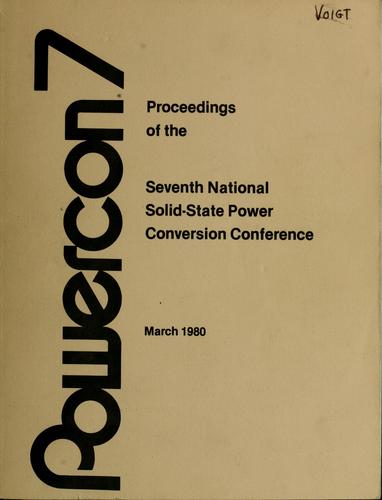 VOIGT
Powercon 7
Proceedings
of the
Seventh National
Solid-State Power
Conversion Conference
March 1980